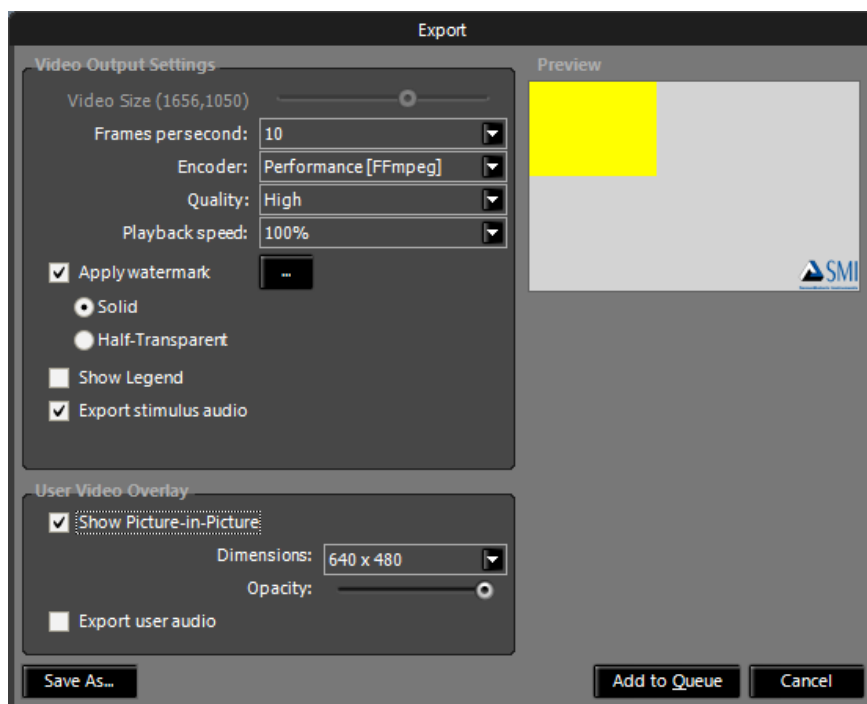 Export
Video Output Settings
Video Size (1656,1050)
Frames persecond: 10
Encoder: Performance [FFmpeg]
Quality: High
Playback speed: 100%
Apply watermark ...
Solid
Half-Transparent
Show Legend
Export stimulus audio
Preview
SMI
User Video Overlay
Show Picture-in-Picture
Dimensions: 640 x 480
Opacity:
Export user audio
Save As...
Add to Queue
Cancel